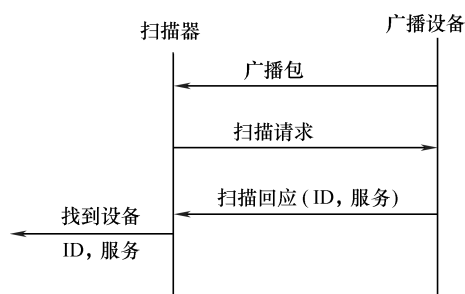 扫描器
广播设备
广播包
扫描请求
扫描回应(ID,服务)
找到设备
ID,服务